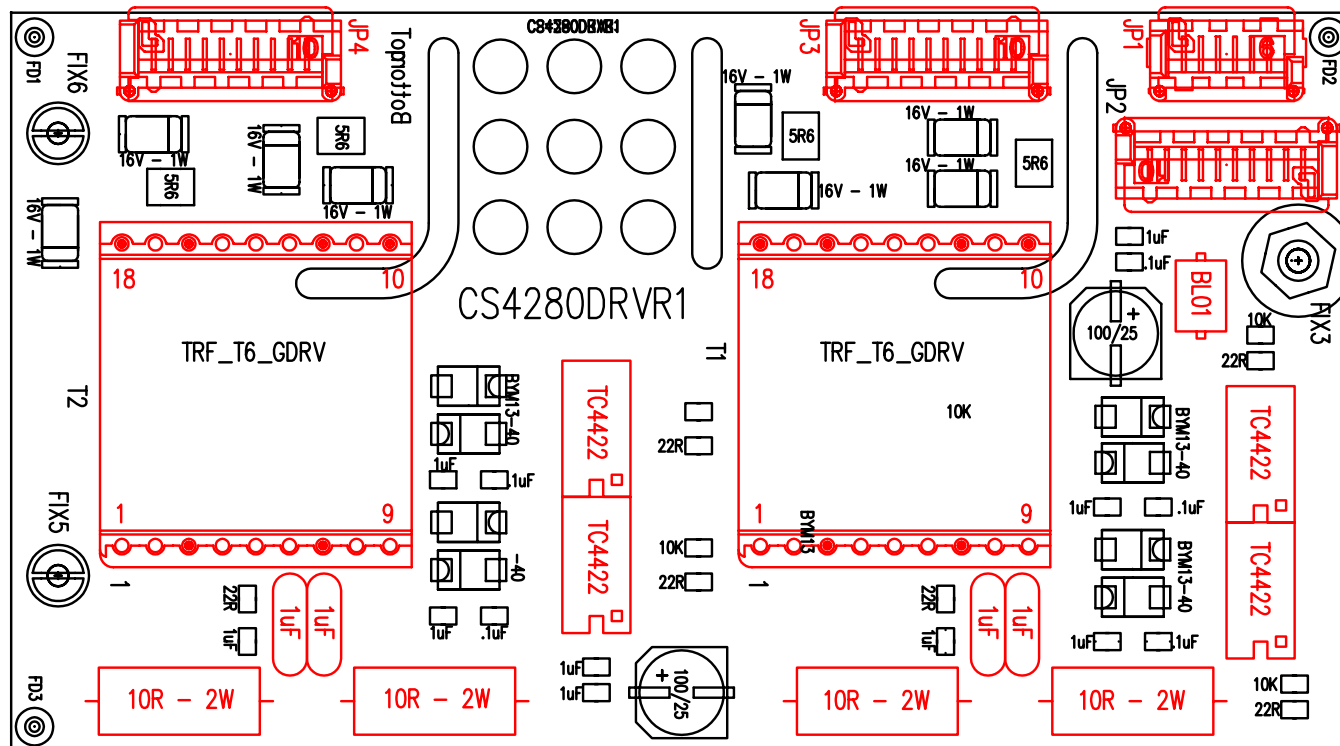 FD1
FIX6
JP4
TopnoffoB
JP3
JP1
FD2
JP2
10
10
6
10
16V - 1W
16V - 1W
16V - 1W
16V - 1W
5R6
5R6
16V - 1W
16V - 1W
16V - 1W
16V - 1W
5R6
5R6
18
10
TRF_T6_GDRV
1
9
T2
1
CS4280DRVR1
18
10
TRF_T6_GDRV
10K
1
9
T1
1
BYM13
1uF
.1uF
BL01
FIX3
100/25
+
10K
22R
BYM13-40
1uF
.1uF
-40
1uF
.1uF
TC4422
TC4422
22R
10K
22R
BYM13-40
1uF
.1uF
BYM13-40
1uF
.1uF
TC4422
TC4422
FIX5
22R
1uF
1uF
1uF
22R
1uF
1uF
1uF
FD3
10R - 2W
10R - 2W
1uF
1uF
+
100/25
10R - 2W
10R - 2W
10K
22R